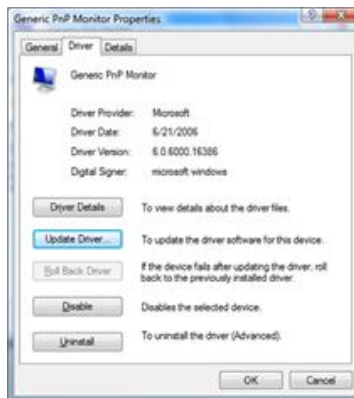 Generic PnP Monitor Properties
General Driver Details
Generic PnP Monitor
Driver Provider: Microsoft
Driver Date: 6/21/2006
Driver Version: 6.0.6000.16386
Digital Signer: microsoft windows
Driver Details To view details about the driver files.
Update Driver... To update the driver software for this device.
Roll Back Driver If the device fails after updating the driver, roll
back to the previously installed driver.
Disable Disables the selected device.
Uninstall To uninstall the driver (Advanced).
OK Cancel